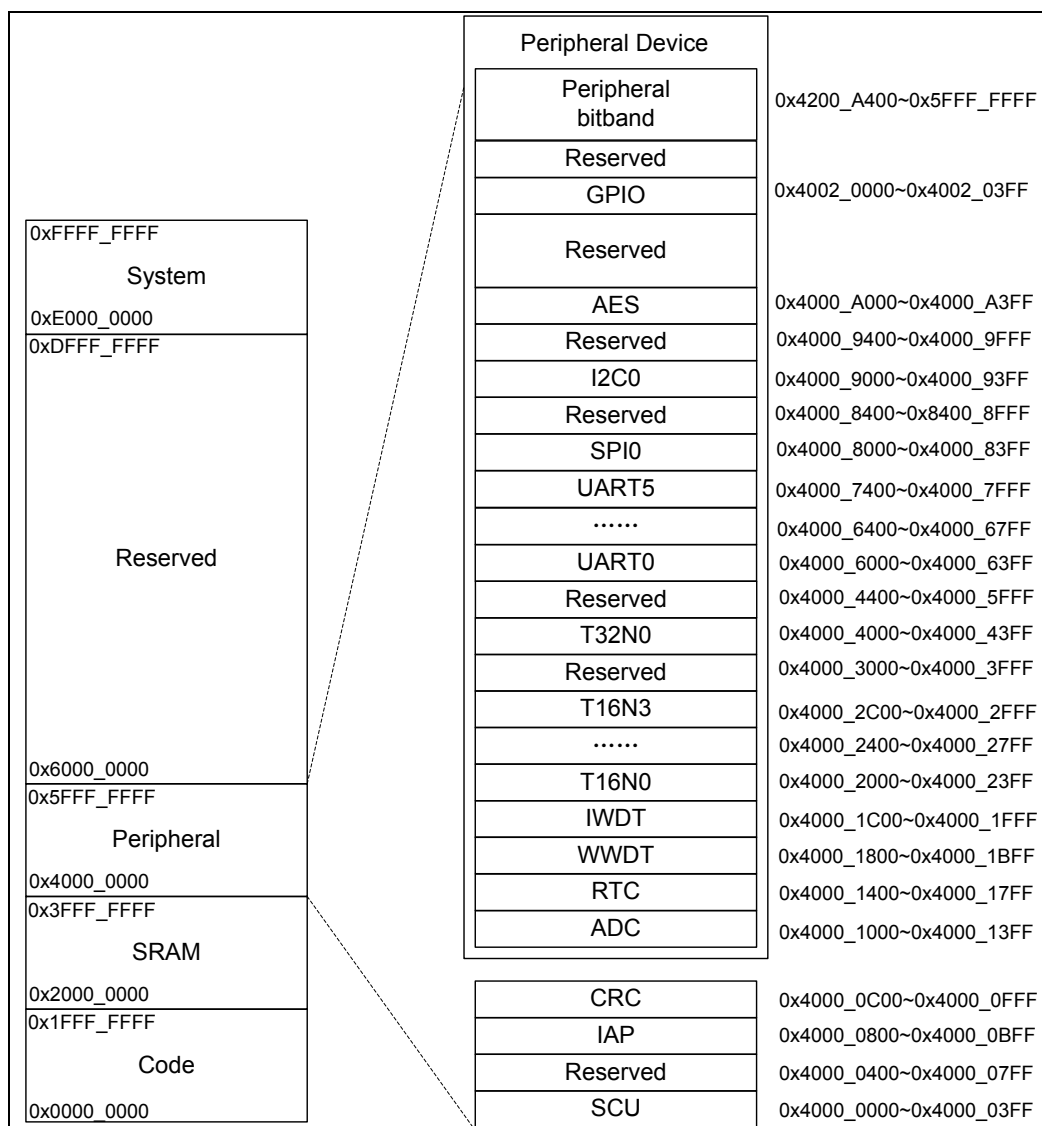 Peripheral Device
Peripheral
bitband
0x4200_A400~0x5FFF_FFFF
Reserved
GPIO
0x4002_0000~0x4002_03FF
Reserved
AES
0x4000_A000~0x4000_A3FF
Reserved
0x4000_9400~0x4000_9FFF
I2C0
0x4000_9000~0x4000_93FF
Reserved
0x4000_8400~0x8400_8FFF
SPI0
0x4000_8000~0x4000_83FF
UART5
0x4000_7400~0x4000_7FFF
......
0x4000_6400~0x4000_67FF
UART0
0x4000_6000~0x4000_63FF
Reserved
0x4000_4400~0x4000_5FFF
T32N0
0x4000_4000~0x4000_43FF
Reserved
0x4000_3000~0x4000_3FFF
T16N3
0x4000_2C00~0x4000_2FFF
......
0x4000_2400~0x4000_27FF
T16N0
0x4000_2000~0x4000_23FF
IWDT
0x4000_1C00~0x4000_1FFF
WWDT
0x4000_1800~0x4000_1BFF
RTC
0x4000_1400~0x4000_17FF
ADC
0x4000_1000~0x4000_13FF
CRC
0x4000_0C00~0x4000_0FFF
IAP
0x4000_0800~0x4000_0BFF
Reserved
0x4000_0400~0x4000_07FF
SCU
0x4000_0000~0x4000_03FF
0xFFFF_FFFF
System
0xE000_0000
0xDFFF_FFFF
Reserved
0x6000_0000
0x5FFF_FFFF
Peripheral
0x4000_0000
0x3FFF_FFFF
SRAM
0x2000_0000
0x1FFF_FFFF
Code
0x0000_0000